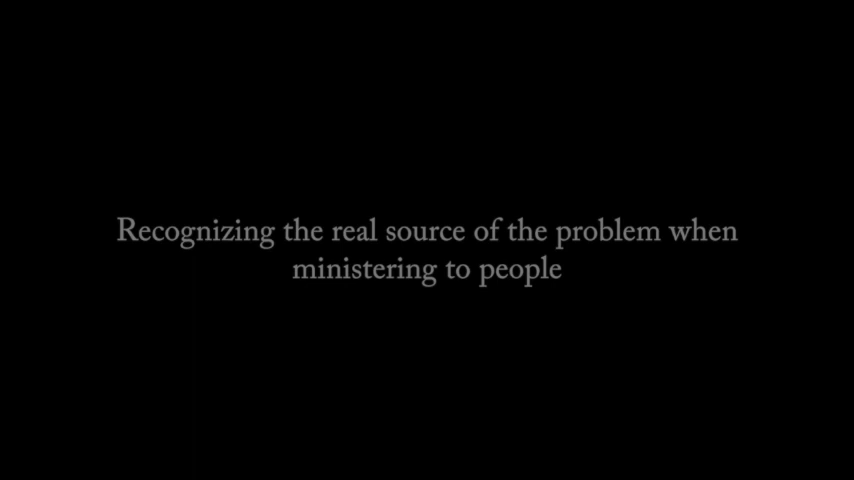 Recognizing the real source of the problem when
ministering to people